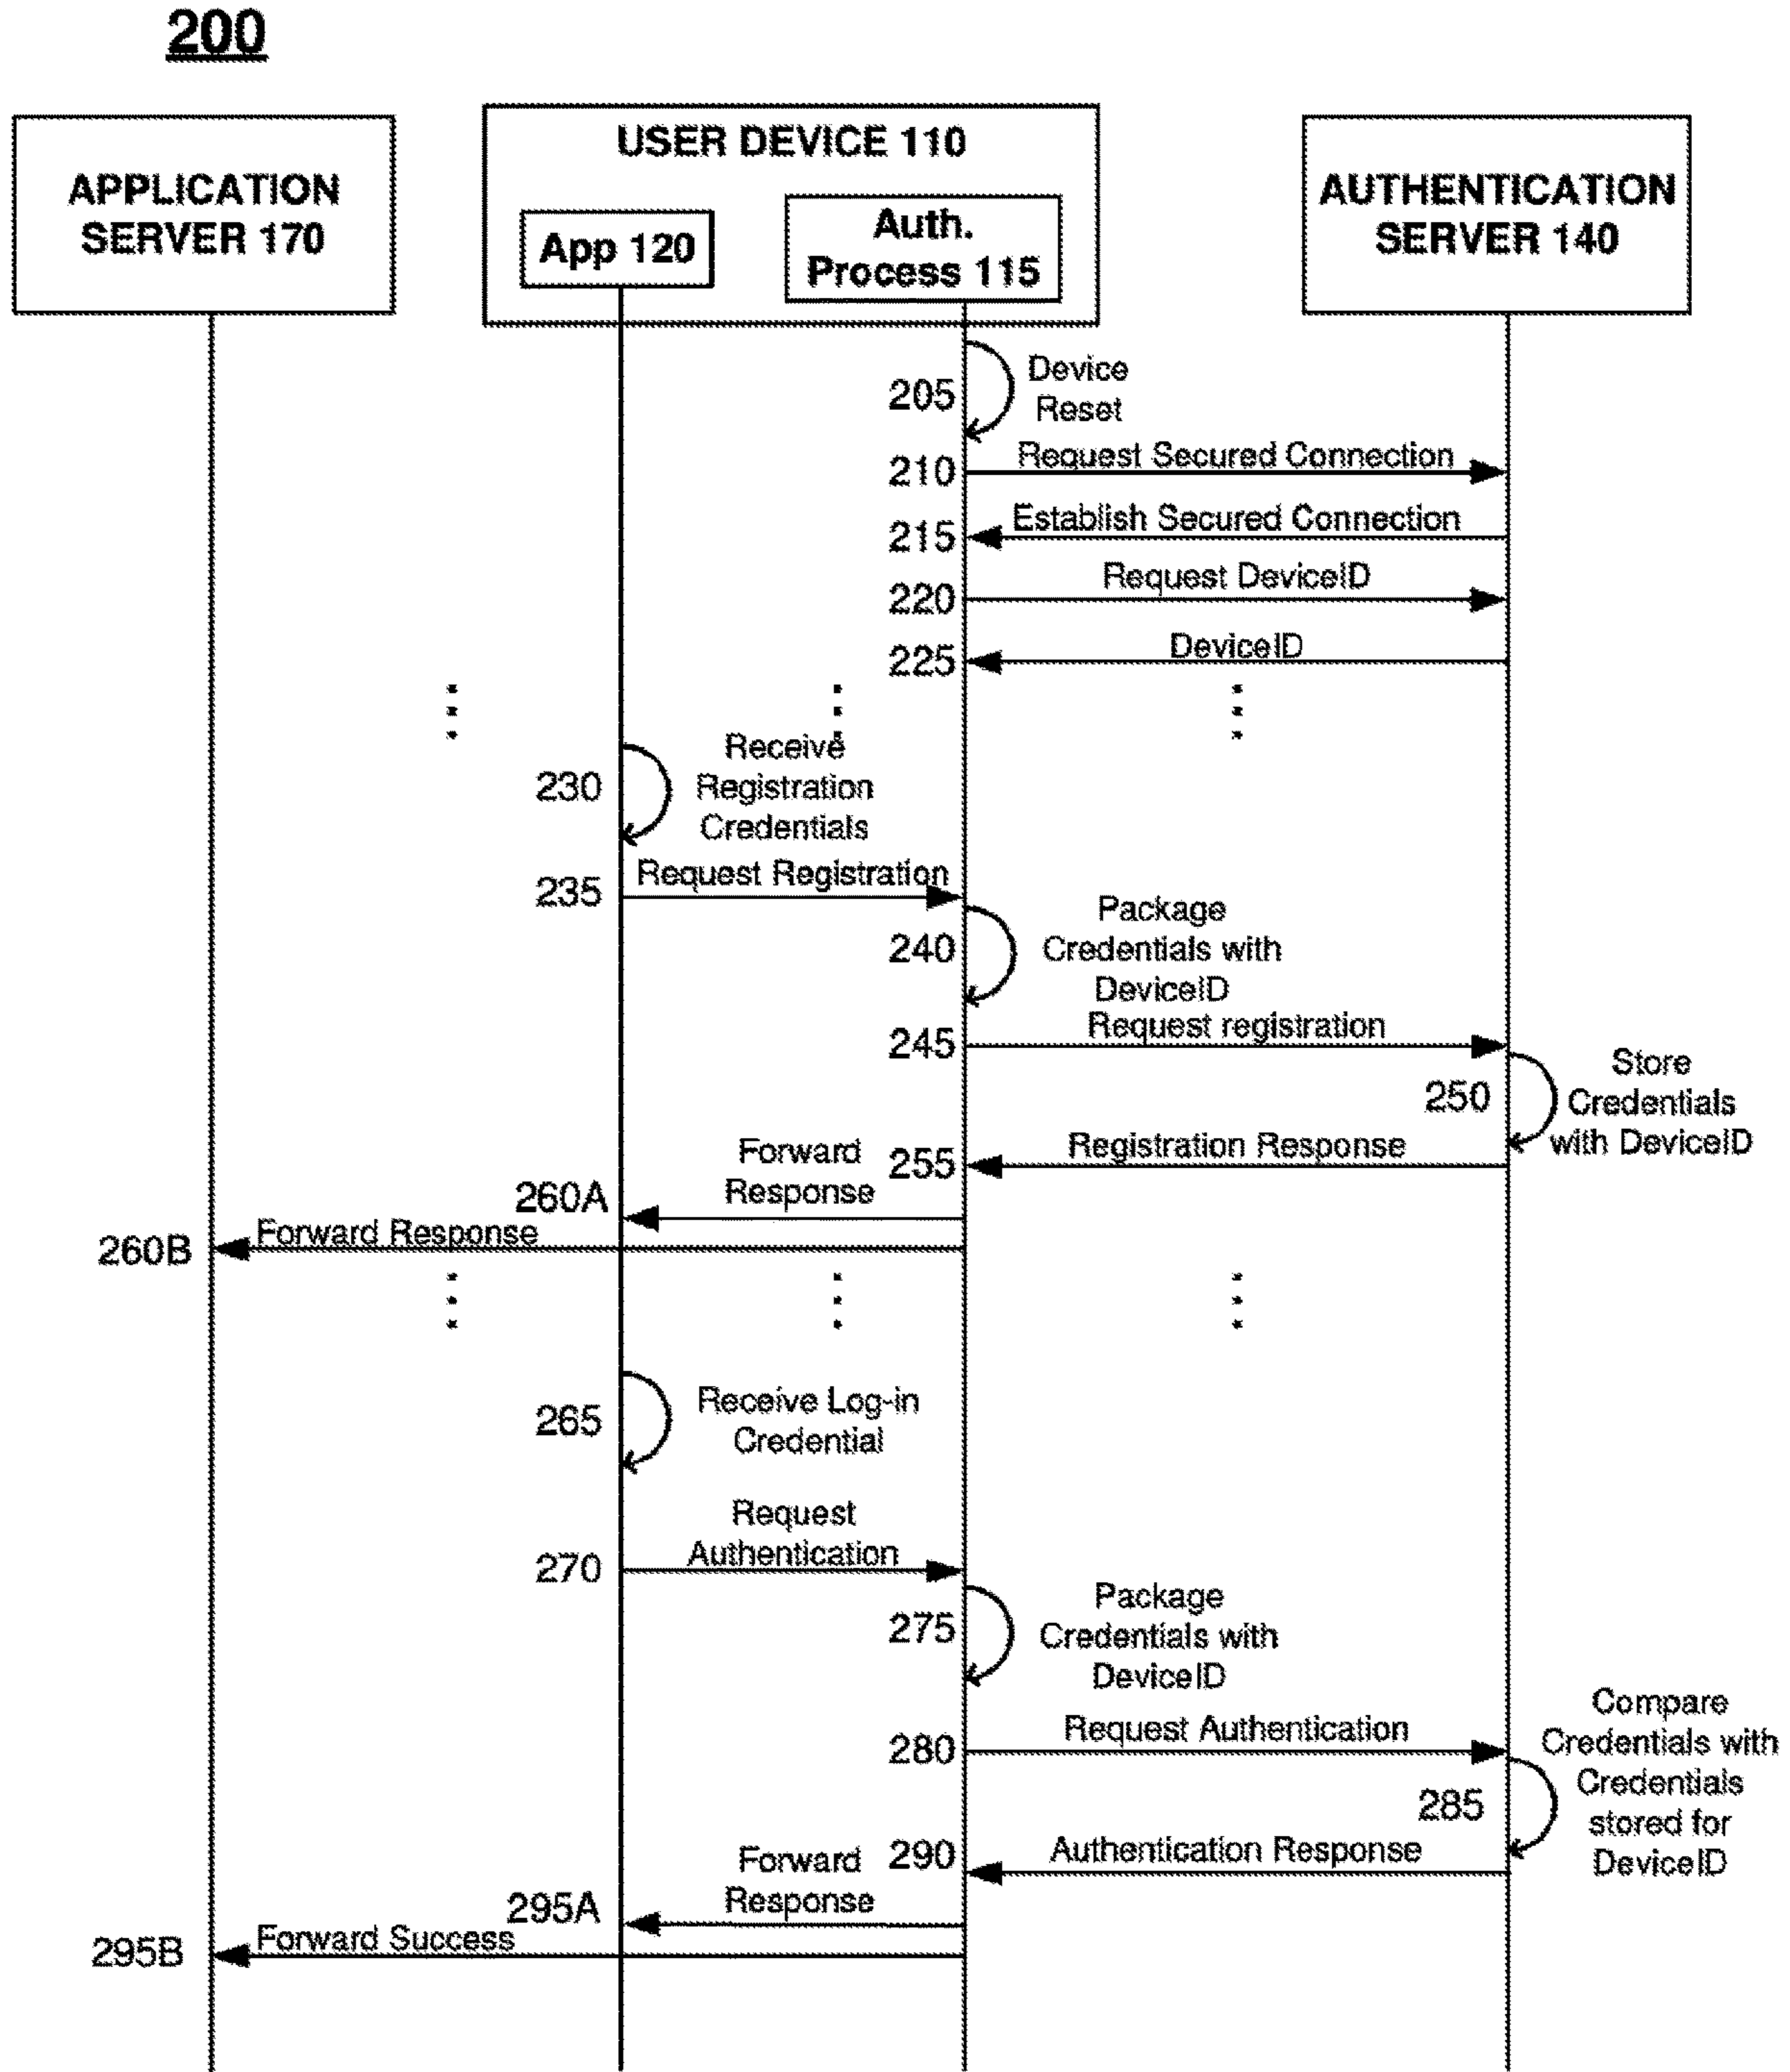 200
APPLICATION
SERVER 170
USER DEVICE 110
App 120
Auth.
Process 115
AUTHENTICATION
SERVER 140
205
Device
Reset
210
Request Secured Connection
215
Establish Secured Connection
220
Request DeviceID
225
DeviceID
230
Receive
Registration
Credentials
235
Request Registration
240
Package
Credentials with
DeviceID
245
Request registration
250
Store
Credentials
with DeviceID
255
Registration Response
260A
Forward
Response
260B
Forward Response
265
Receive Log-in
Credential
270
Request
Authentication
275
Package
Credentials with
DeviceID
280
Request Authentication
285
Compare
Credentials with
Credentials
stored for
DeviceID
290
Authentication Response
295A
Forward
Response
295B
Forward Success